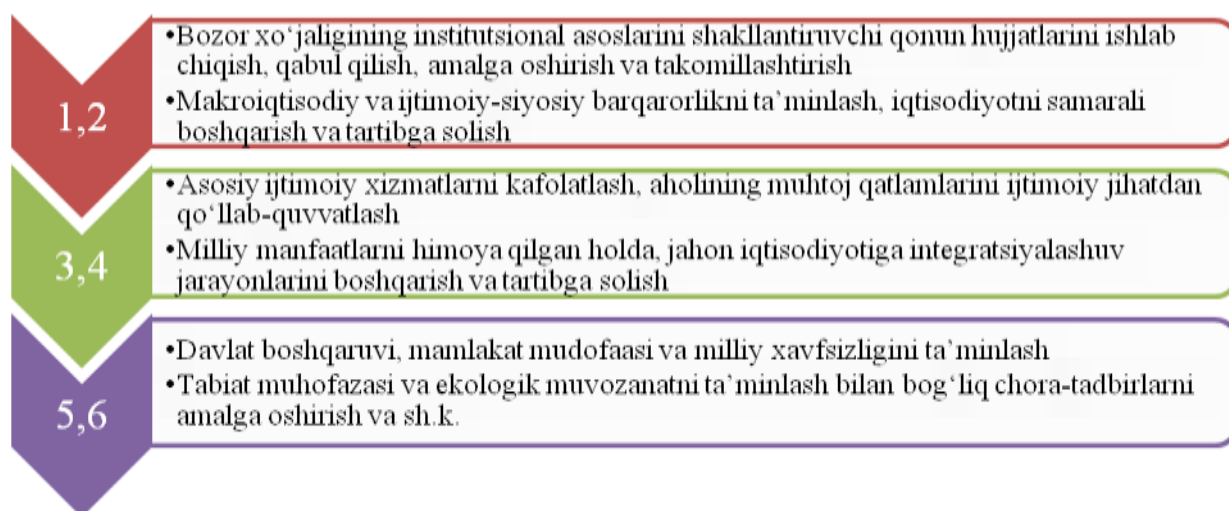 1,2
•Bozor xo‘jaligining institutsional asoslarini shakllantiruvchi qonun hujjatlarini ishlab
chiqish, qabul qilish, amalga oshirish va takomillashtirish
•Makroiqtisodiy va ijtimoiy-siyosiy barqarorlikni ta`minlash, iqtisodiyotni samarali
boshqarish va tartibga solish
3,4
•Asosiy ijtimoiy xizmatlarni kafolatlash, aholining muhtoj qatlamlarini ijtimoiy jihatdan
qo‘llab-quvvatlash
•Milliy manfaatlarni himoya qilgan holda, jahon iqtisodiyotiga integratsiyalashuv
jarayonlarini boshqarish va tartibga solish
5,6
•Davlat boshqaruvi, mamlakat mudofaasi va milliy xavfsizligini ta`minlash
•Tabiat muhofazasi va ekologik muvozanatni ta`minlash bilan bog‘liq chora-tadbirlarni
amalga oshirish va sh.k.